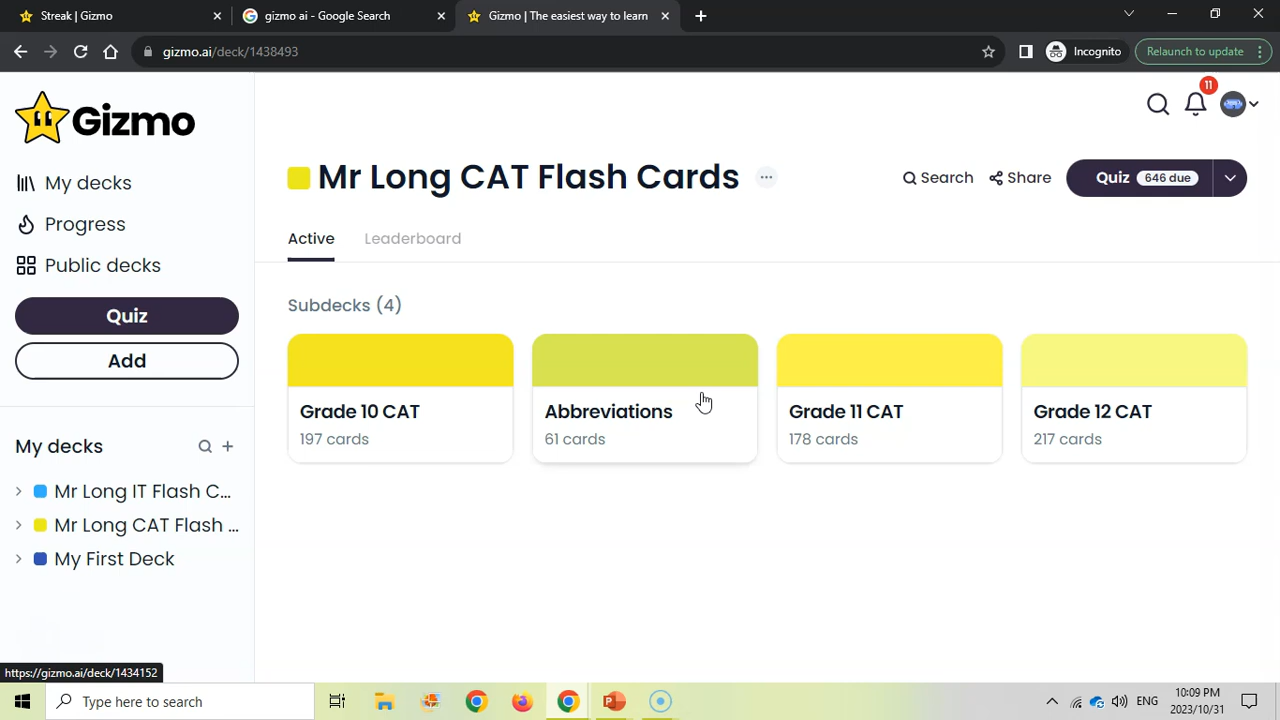 Streak | Gizmo
gizmo ai - Google Search
Gizmo | The easiest way to learn
gizmo.ai/deck/1438493
Incognito
Relaunch to update
Gizmo
11
My decks
Progress
Public decks
Quiz
Add
My decks
Mr Long IT Flash C...
Mr Long CAT Flash ...
My First Deck
Mr Long CAT Flash Cards
Search
Share
Quiz 646 due
Active
Leaderboard
Subdecks (4)
Grade 10 CAT
197 cards
Abbreviations
61 cards
Grade 11 CAT
178 cards
Grade 12 CAT
217 cards
https://gizmo.ai/deck/1434152
Type here to search
ENG
10:09 PM
2023/10/31